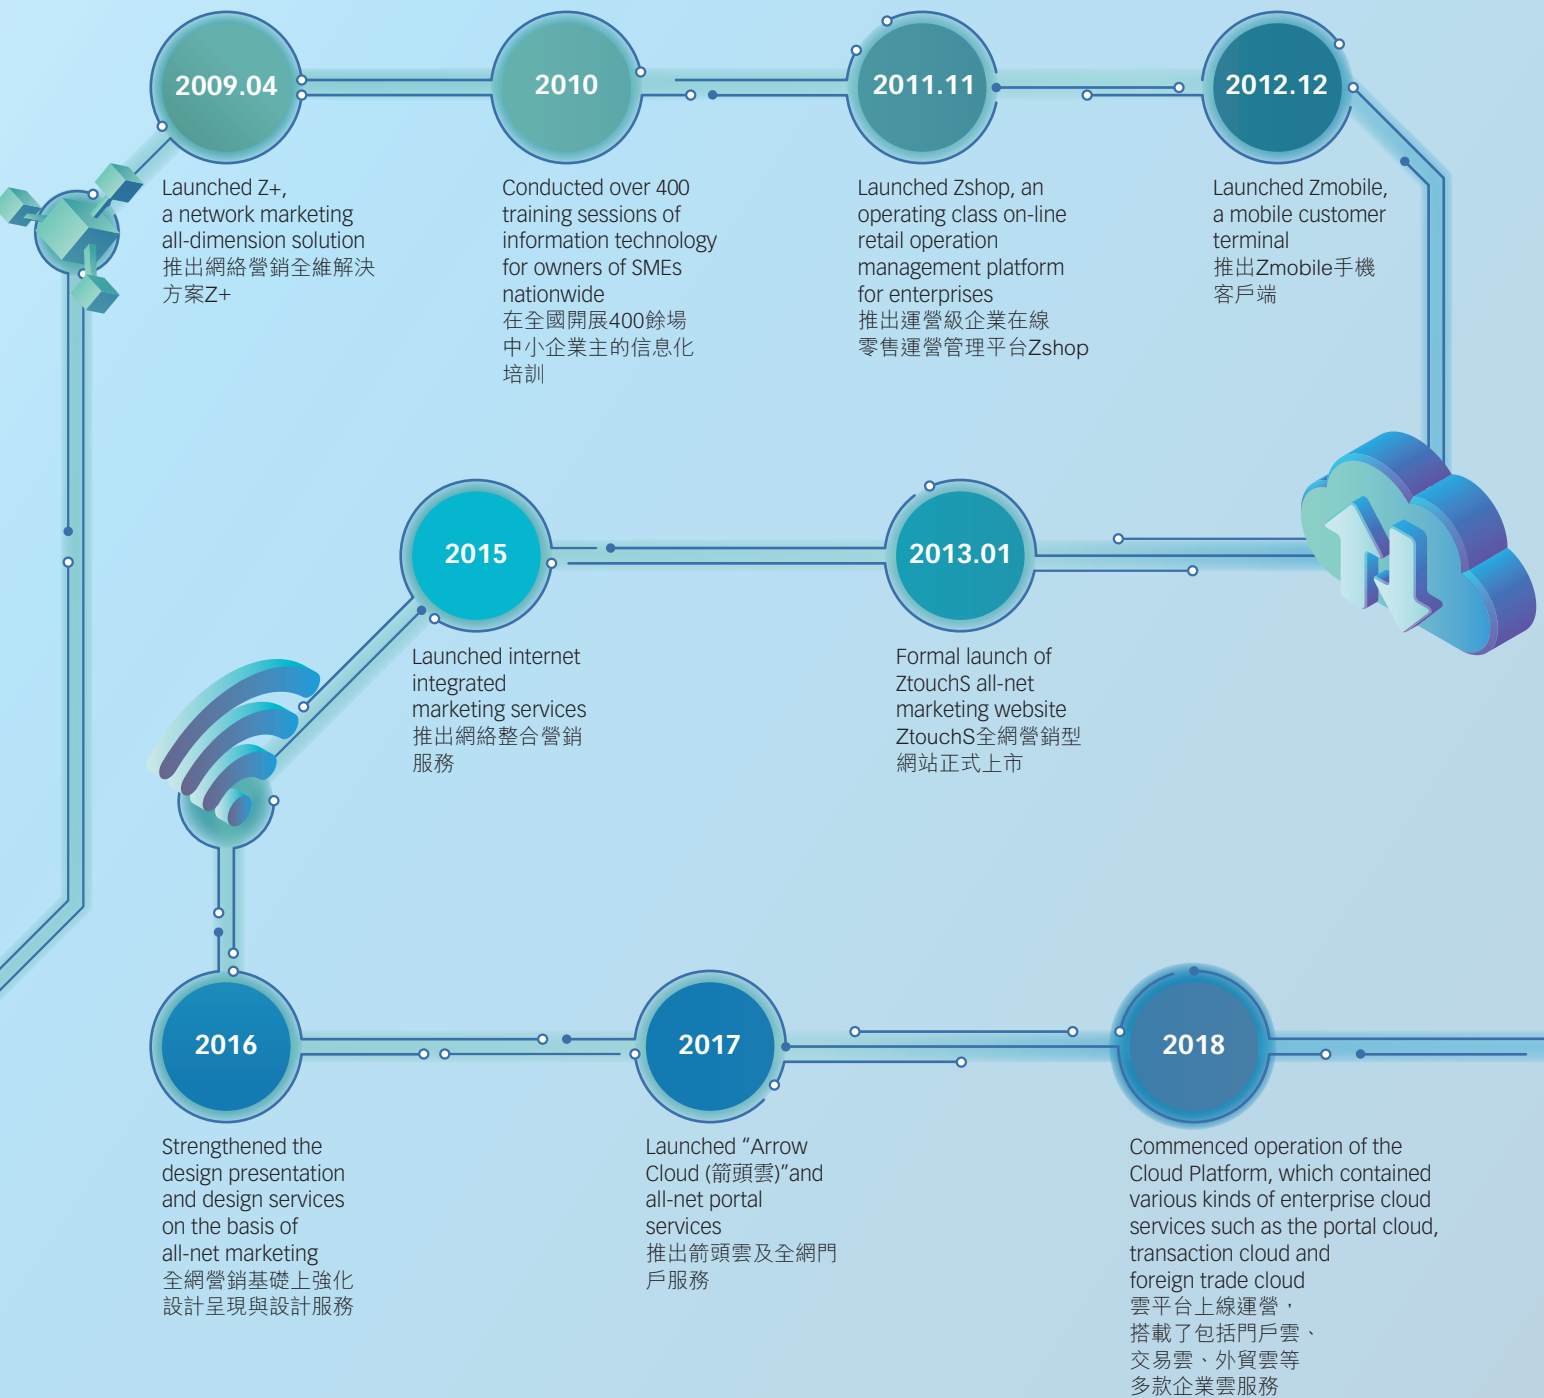 2009.04
Launched Z+,
a network marketing
all-dimension solution
推出網絡營銷全維解決
方案Z+
2010
Conducted over 400
training sessions of
information technology
for owners of SMEs
nationwide
在全國開展400餘場
中小企業主的信息化
培訓
2011.11
Launched Zshop, an
operating class on-line
retail operation
management platform
for enterprises
推出運營級企業在線
零售運營管理平台Zshop
2012.12
Launched Zmobile,
a mobile customer
terminal
推出Zmobile手機
客戶端
2015
Launched internet
integrated
marketing services
推出網絡整合營銷
服務
2013.01
Formal launch of
ZtouchS all-net
marketing website
ZtouchS全網營銷型
網站正式上市
2016
Strengthened the
design presentation
and design services
on the basis of
all-net marketing
全網營銷基礎上強化
設計呈現與設計服務
2017
Launched “Arrow
Cloud (箭頭雲)”and
all-net portal
services
推出箭頭雲及全網門
戶服務
2018
Commenced operation of the
Cloud Platform, which contained
various kinds of enterprise cloud
services such as the portal cloud,
transaction cloud and
foreign trade cloud
雲平台上線運營，
搭載了包括門戶雲、
交易雲、外貿雲等
多款企業雲服務